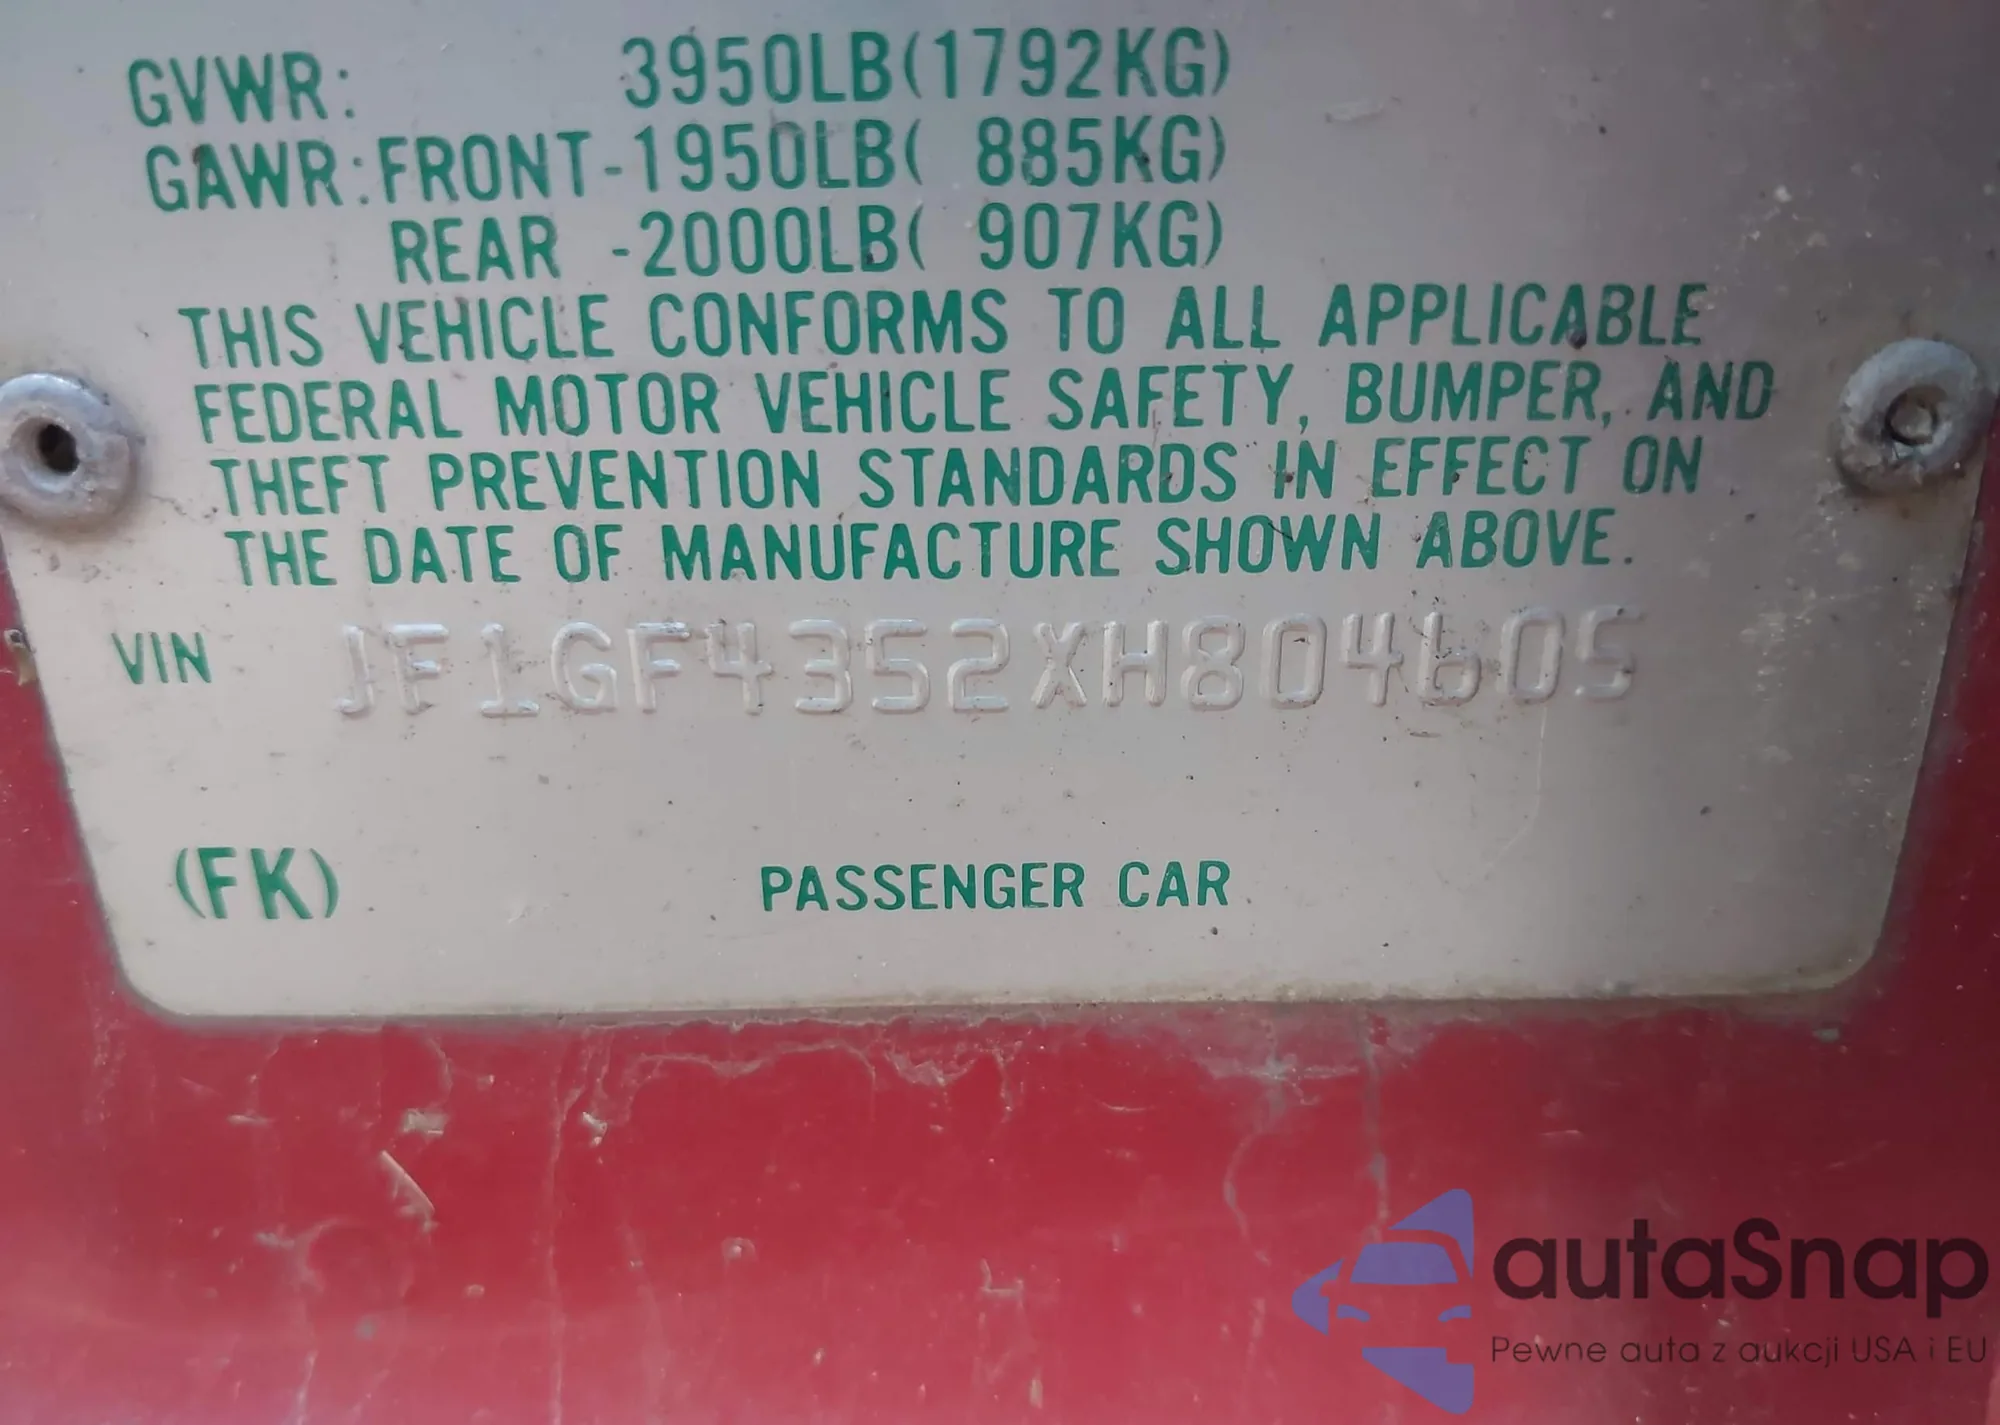 GVWR: 3950LB(1792KG)
GAWR:FRONT-1950LB( 885KG)
REAR -2000LB( 907KG)
THIS VEHICLE CONFORMS TO ALL APPLICABLE
FEDERAL MOTOR VEHICLE SAFETY, BUMPER, AND
THEFT PREVENTION STANDARDS IN EFFECT ON
THE DATE OF MANUFACTURE SHOWN ABOVE.
VIN JF1GF4352XH804605
(FK) PASSENGER CAR
autaSnap
Pewne auta z aukcji USA i EU